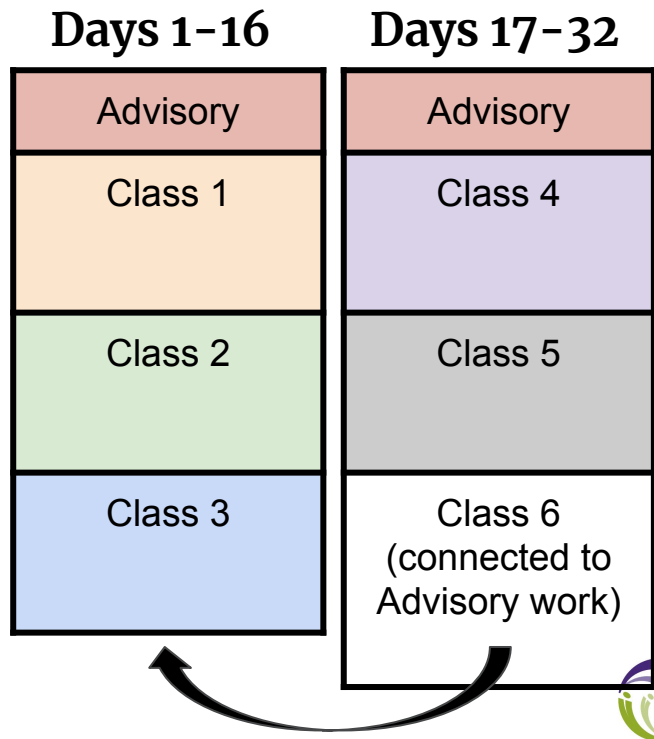 Days 1-16
Days 17-32
Advisory
Advisory
Class 1
Class 4
Class 2
Class 5
Class 3
Class 6
(connected to
Advisory work)